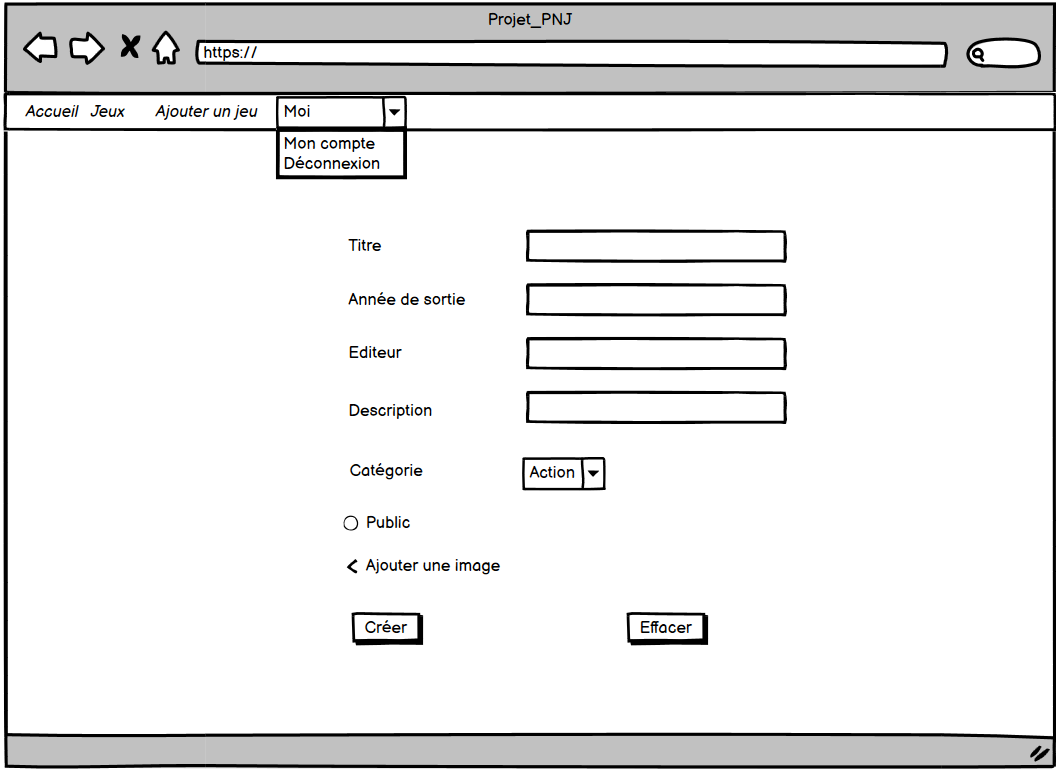 Projet_PNJ
https://
Accueil Jeux Ajouter un jeu Moi
Mon compte
Déconnexion
Titre
Année de sortie
Editeur
Description
Catégorie Action
Public
Ajouter une image
Créer Effacer